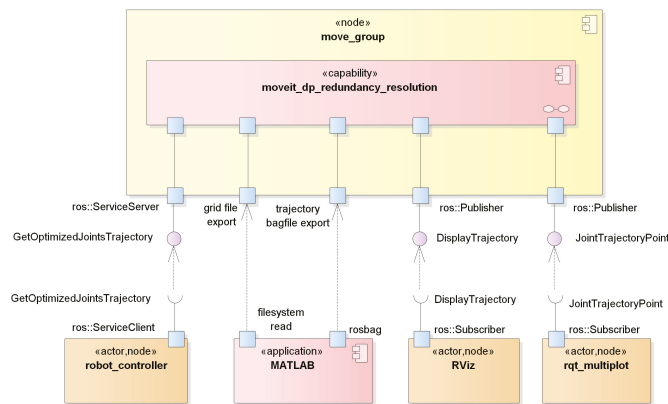 «node»
move_group
«capability»
moveit_dp_redundancy_resolution
ros::ServiceServer
grid file
export
trajectory
bagfile export
ros::Publisher
ros::Publisher
GetOptimizedJointsTrajectory
DisplayTrajectory
JointTrajectoryPoint
GetOptimizedJointsTrajectory
DisplayTrajectory
JointTrajectoryPoint
filesystem
read
ros::ServiceClient
rosbag
ros::Subscriber
ros::Subscriber
«actor,node»
robot_controller
«application»
MATLAB
«actor,node»
RViz
«actor,node»
rqt_multiplot